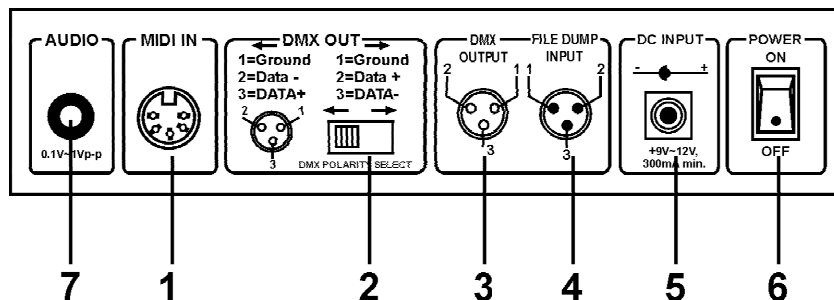 AUDIO
0.1V~1Vp-p
MIDI IN
DMX OUT
1=Ground 1=Ground
2=Data - 2=Data +
3=DATA+ 3=DATA-
2 1
3
DMX POLARITY SELECT
DMX OUTPUT
2 1
3
FILE DUMP INPUT
1 2
3
DC INPUT
- +
+9V~12V,
300mA min.
POWER
ON
OFF
7 1 2 3 4 5 6